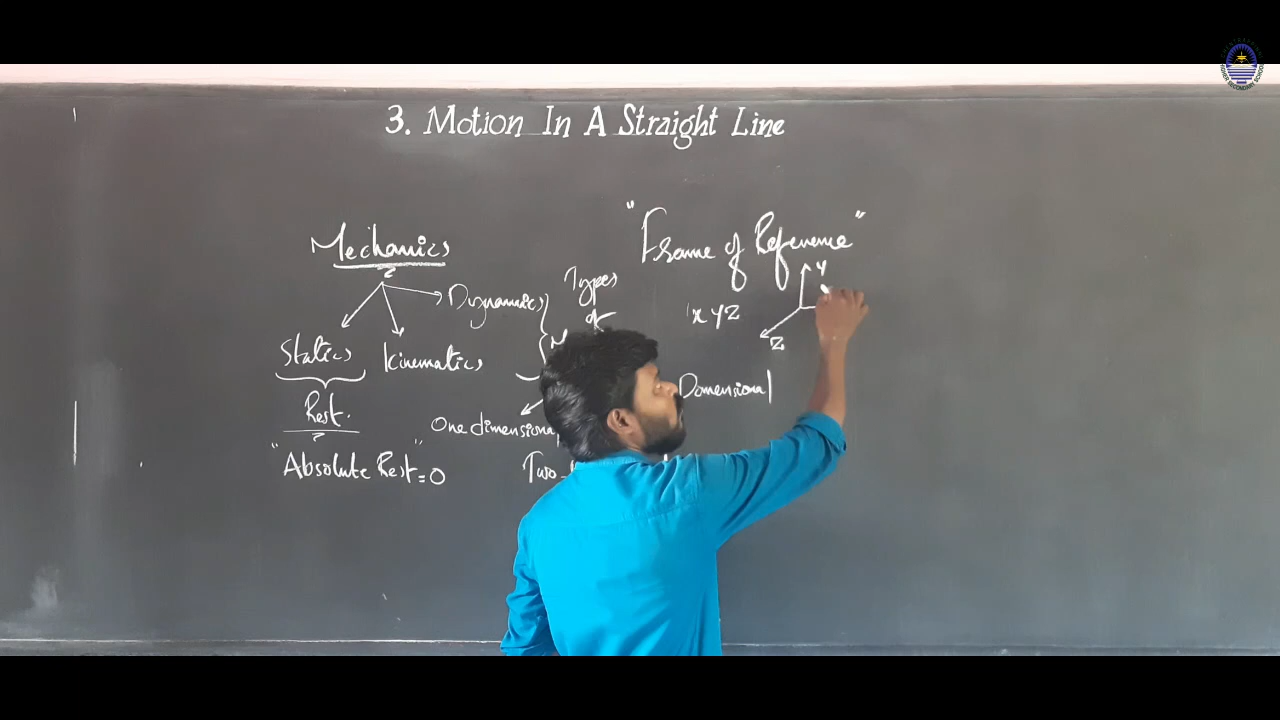 3. Motion In A Straight Line
"Frame of Reference"
Mechanics
Types
of
Dynamics
x y z
y
z
Statics
Kinematics
Dimensional
Rest.
One dimensional
"Absolute Rest" = 0
Two